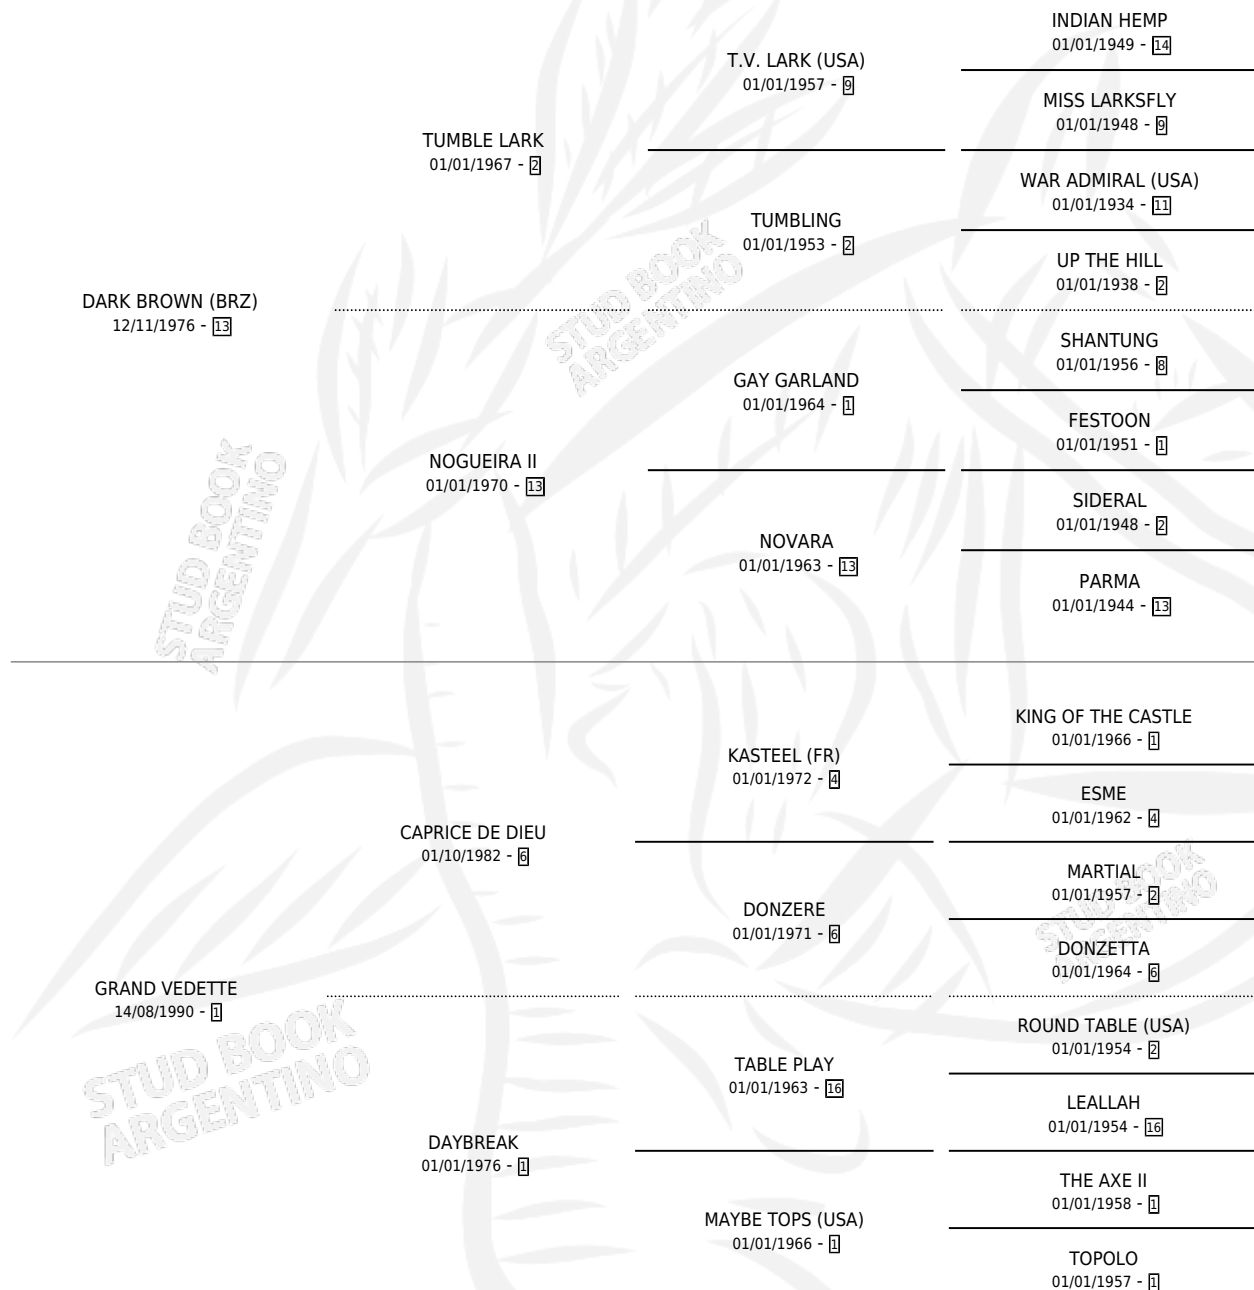 INDIAN HEMP
01/01/1949 - 14
T.V. LARK (USA)
01/01/1957 - 9
MISS LARKSFLY
01/01/1948 - 9
TUMBLE LARK
01/01/1967 - 2
WAR ADMIRAL (USA)
01/01/1934 - 11
TUMBLING
01/01/1953 - 2
UP THE HILL
01/01/1938 - 2
DARK BROWN (BRZ)
12/11/1976 - 13
STUD BOOK
ARGENTINO
SHANTUNG
01/01/1956 - 8
GAY GARLAND
01/01/1964 - 1
FESTOON
01/01/1951 - 1
NOGUEIRA II
01/01/1970 - 13
SIDERAL
01/01/1948 - 2
NOVARA
01/01/1963 - 13
PARMA
01/01/1944 - 13
STUD BOOK
ARGENTINO
KING OF THE CASTLE
01/01/1966 - 1
KASTEEL (FR)
01/01/1972 - 4
ESME
01/01/1962 - 4
CAPRICE DE DIEU
01/10/1982 - 6
MARTIAL
01/01/1957 - 2
DONZERE
01/01/1971 - 6
DONZETTA
01/01/1964 - 6
STUD BOOK
ARGENTINO
GRAND VEDETTE
14/08/1990 - 1
ROUND TABLE (USA)
01/01/1954 - 2
TABLE PLAY
01/01/1963 - 16
LEALLAH
01/01/1954 - 16
STUD BOOK
ARGENTINO
DAYBREAK
01/01/1976 - 1
THE AXE II
01/01/1958 - 1
MAYBE TOPS (USA)
01/01/1966 - 1
TOPOLO
01/01/1957 - 1